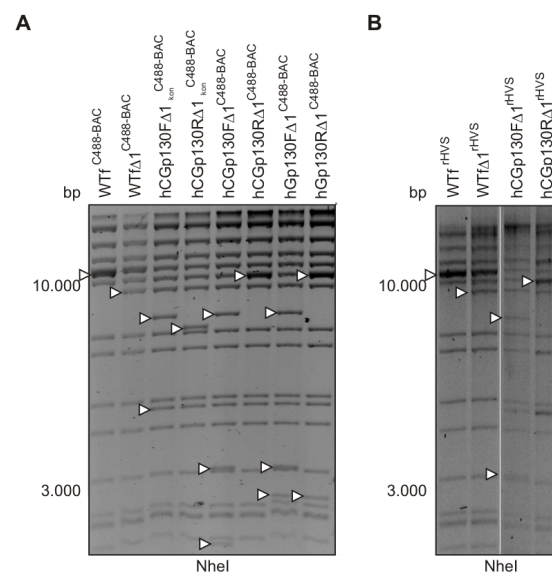 A
WTf C488-BAC
WTfΔ1 C488-BAC
hCGp130FΔ1 kon C488-BAC
hCGp130RΔ1 kon C488-BAC
hCGp130FΔ1 C488-BAC
hCGp130RΔ1 C488-BAC
hGp130FΔ1 C488-BAC
hGp130RΔ1 C488-BAC
bp
10.000
3.000
NheI
B
WTf rHVS
WTfΔ1 rHVS
hCGp130FΔ1 rHVS
hCGp130RΔ1 rHVS
bp
10.000
3.000
NheI